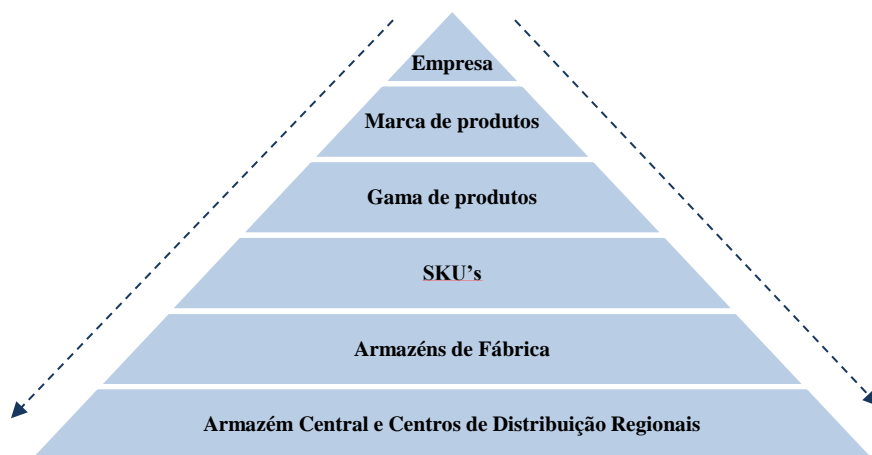 Empresa
Marca de produtos
Gama de produtos
SKU’s
Armazéns de Fábrica
Armazém Central e Centros de Distribuição Regionais